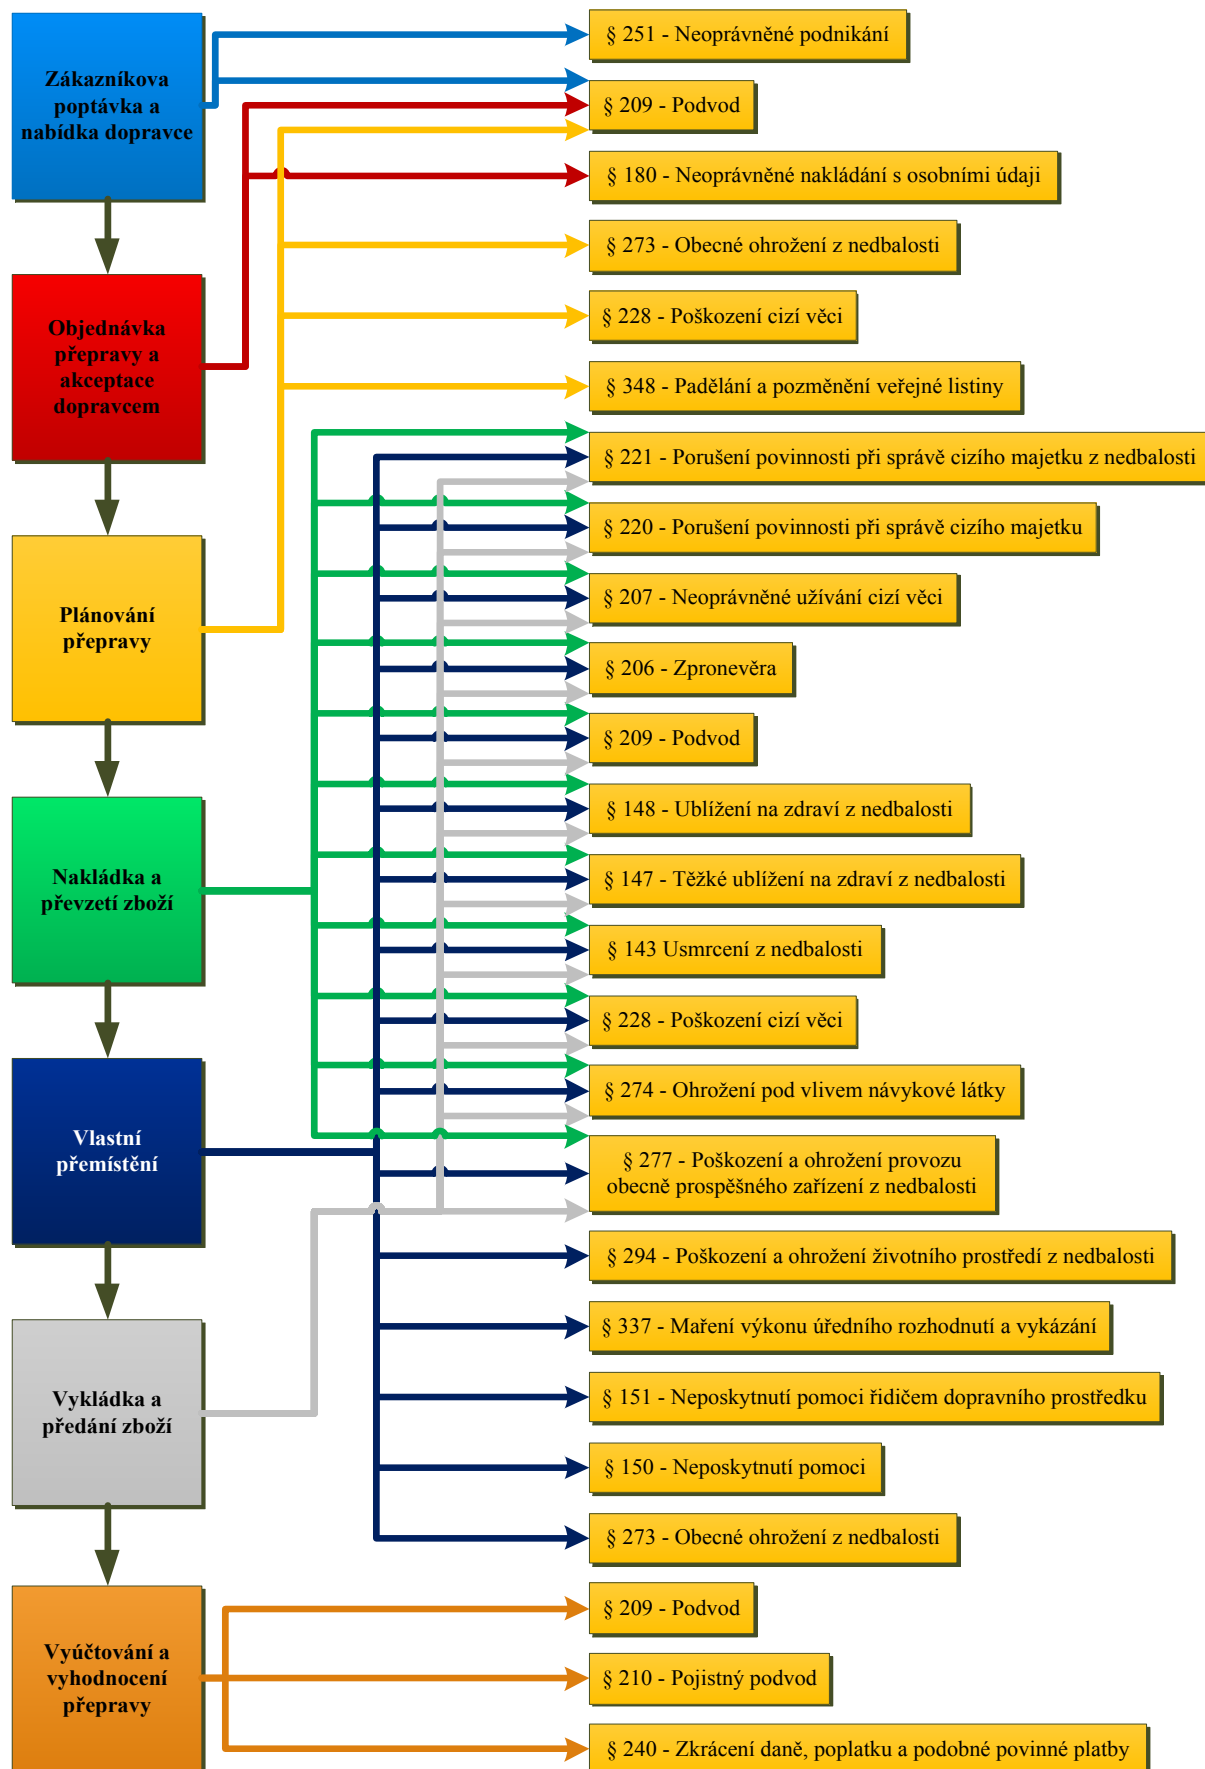 Zákazníkova
poptávka a
nabídka dopravce
Objednávka
přepravy a
akceptace
dopravcem
Plánování
přepravy
Nakládka a
převzetí zboží
Vlastní
přemístění
Vykládka a
předání zboží
Vyúčtování a
vyhodnocení
přepravy
§ 251 - Neoprávněné podnikání
§ 209 - Podvod
§ 180 - Neoprávněné nakládání s osobními údaji
§ 273 - Obecné ohrožení z nedbalosti
§ 228 - Poškození cizí věci
§ 348 - Padělání a pozměnění veřejné listiny
§ 221 - Porušení povinnosti při správě cizího majetku z nedbalosti
§ 220 - Porušení povinnosti při správě cizího majetku
§ 207 - Neoprávněné užívání cizí věci
§ 206 - Zpronevěra
§ 209 - Podvod
§ 148 - Ublížení na zdraví z nedbalosti
§ 147 - Těžké ublížení na zdraví z nedbalosti
§ 143 Usmrcení z nedbalosti
§ 228 - Poškození cizí věci
§ 274 - Ohrožení pod vlivem návykové látky
§ 277 - Poškození a ohrožení provozu
obecně prospěšného zařízení z nedbalosti
§ 294 - Poškození a ohrožení životního prostředí z nedbalosti
§ 337 - Maření výkonu úředního rozhodnutí a vykázání
§ 151 - Neposkytnutí pomoci řidičem dopravního prostředku
§ 150 - Neposkytnutí pomoci
§ 273 - Obecné ohrožení z nedbalosti
§ 209 - Podvod
§ 210 - Pojistný podvod
§ 240 - Zkrácení daně, poplatku a podobné povinné platby